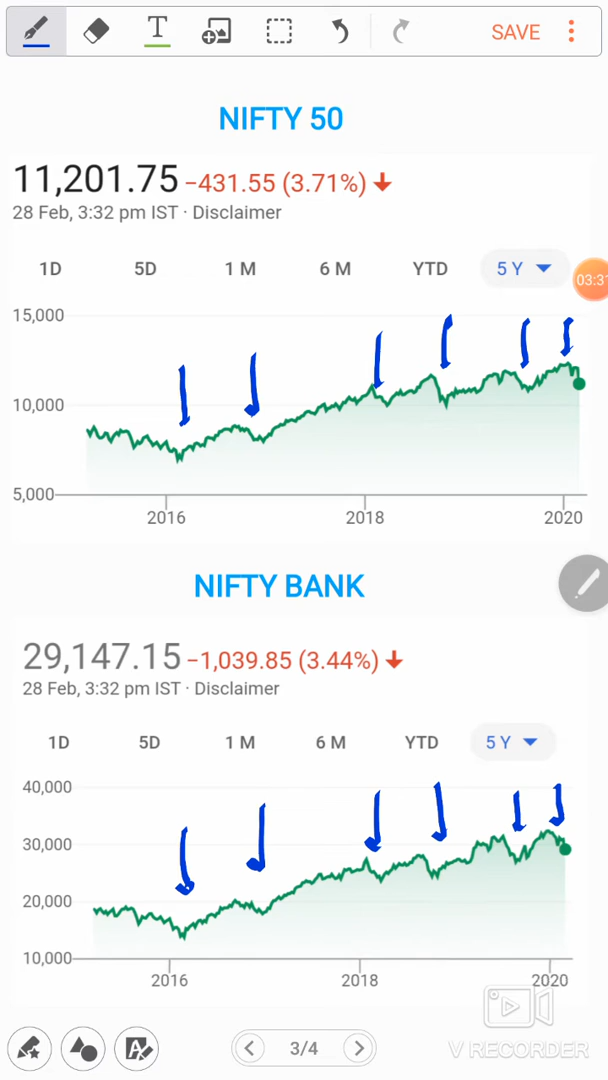 T SAVE
NIFTY 50
11,201.75 −431.55 (3.71%)
28 Feb, 3:32 pm IST · Disclaimer
1D 5D 1 M 6 M YTD 5 Y
03:31
15,000
10,000
5,000
2016 2018 2020
NIFTY BANK
29,147.15 −1,039.85 (3.44%)
28 Feb, 3:32 pm IST · Disclaimer
1D 5D 1 M 6 M YTD 5 Y
40,000
30,000
20,000
10,000
2016 2018 2020
3/4
V RECORDER